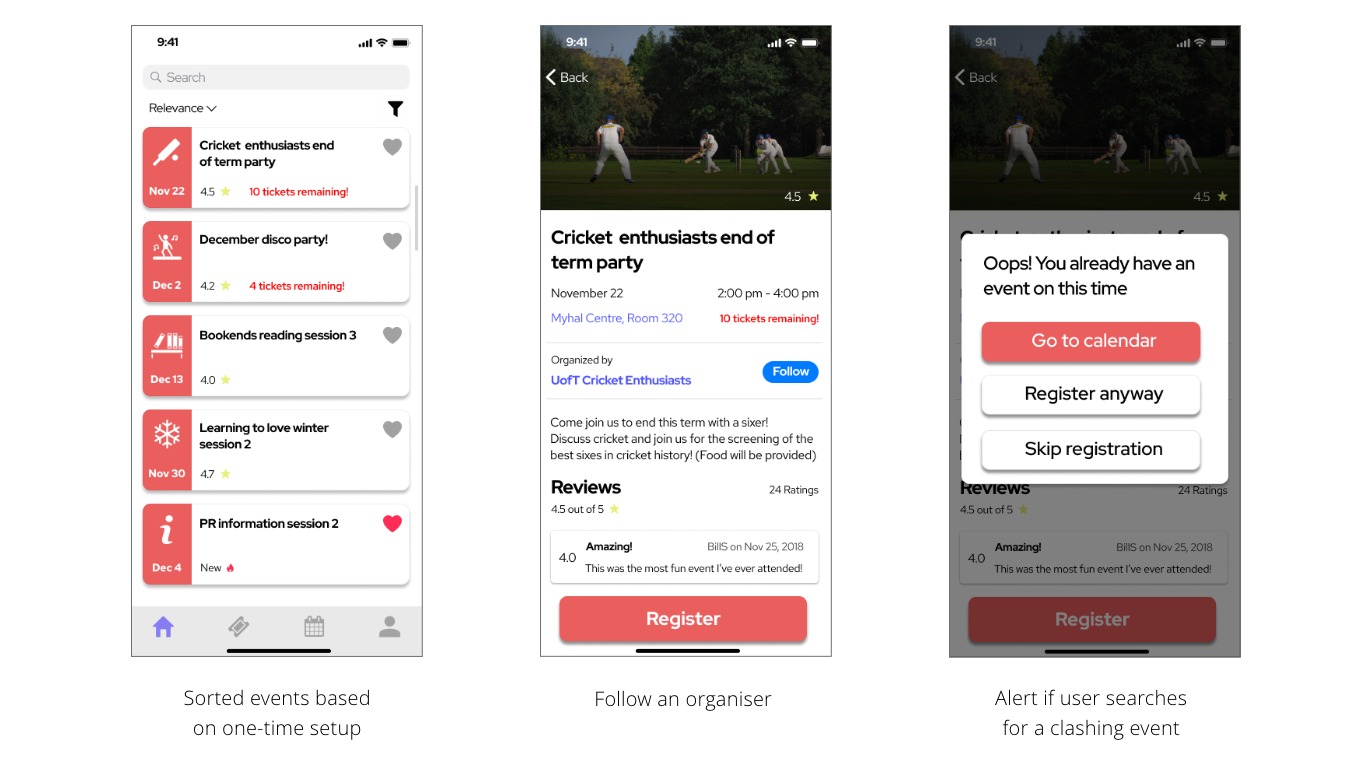 9:41
Search
Relevance
Cricket enthusiasts end
of term party
Nov 22
4.5
10 tickets remaining!
December disco party!
Dec 2
4.2
4 tickets remaining!
Bookends reading session 3
Dec 13
4.0
Learning to love winter
session 2
Nov 30
4.7
PR information session 2
Dec 4
New
Sorted events based
on one-time setup
9:41
Back
4.5
Cricket enthusiasts end of
term party
November 22
2:00 pm - 4:00 pm
Myhal Centre, Room 320
10 tickets remaining!
Organized by
UofT Cricket Enthusiasts
Follow
Come join us to end this term with a sixer!
Discuss cricket and join us for the screening of the
best sixes in cricket history! (Food will be provided)
Reviews
24 Ratings
4.5 out of 5
4.0
Amazing!
BillS on Nov 25, 2018
This was the most fun event I've ever attended!
Register
Follow an organiser
9:41
Back
4.5
Oops! You already have an
event on this time
Go to calendar
Register anyway
Skip registration
Reviews
24 Ratings
4.5 out of 5
4.0
Amazing!
BillS on Nov 25, 2018
This was the most fun event I've ever attended!
Register
Alert if user searches
for a clashing event